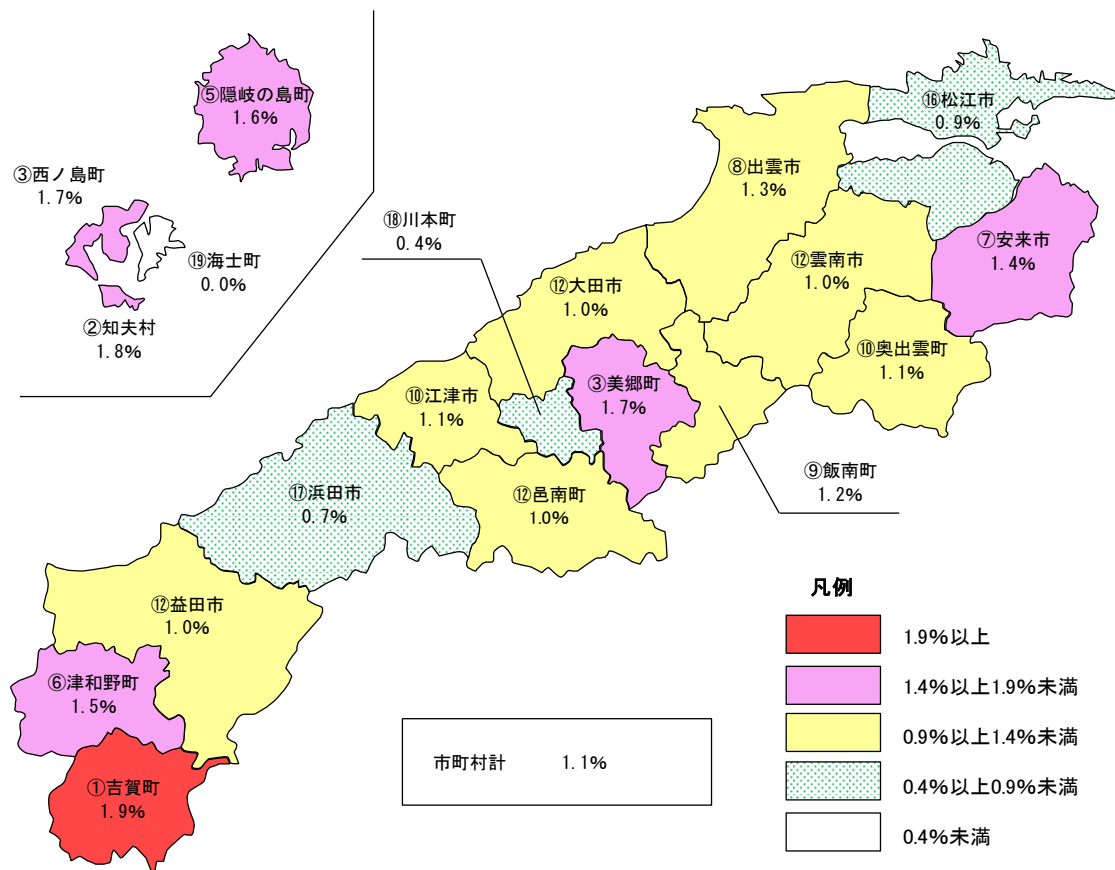 ⑤隠岐の島町
1.6%
③西ノ島町
1.7%
⑲海士町
0.0%
②知夫村
1.8%
⑯松江市
0.9%
⑧出雲市
1.3%
⑱川本町
0.4%
⑦安来市
1.4%
⑫雲南市
1.0%
⑫大田市
1.0%
⑩奥出雲町
1.1%
③美郷町
1.7%
⑩江津市
1.1%
⑨飯南町
1.2%
⑰浜田市
0.7%
⑫邑南町
1.0%
⑫益田市
1.0%
⑥津和野町
1.5%
①吉賀町
1.9%
市町村計 1.1%
凡例
1.9%以上
1.4%以上1.9%未満
0.9%以上1.4%未満
0.4%以上0.9%未満
0.4%未満